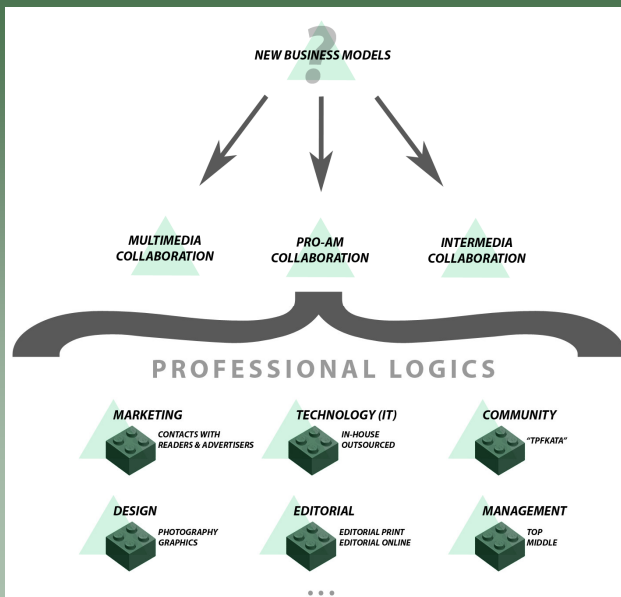 ?
NEW BUSINESS MODELS
MULTIMEDIA
COLLABORATION
PRO-AM
COLLABORATION
INTERMEDIA
COLLABORATION
PROFESSIONAL LOGICS
MARKETING
CONTACTS WITH
READERS & ADVERTISERS
TECHNOLOGY (IT)
IN-HOUSE
OUTSOURCED
COMMUNITY
“TPFKATA”
DESIGN
PHOTOGRAPHY
GRAPHICS
EDITORIAL
EDITORIAL PRINT
EDITORIAL ONLINE
MANAGEMENT
TOP
MIDDLE
...